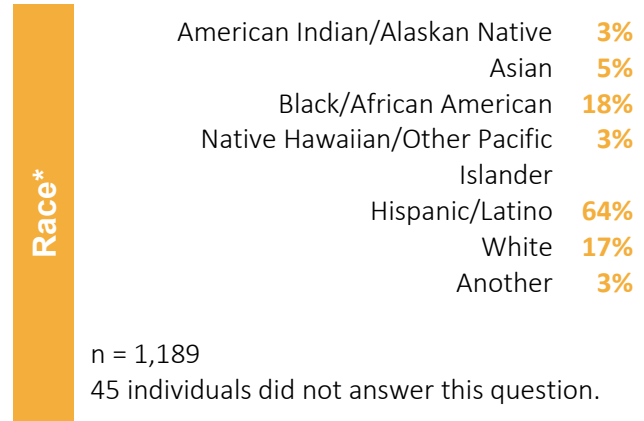 Race*
American Indian/Alaskan Native 3%
Asian 5%
Black/African American 18%
Native Hawaiian/Other Pacific 3%
Islander
Hispanic/Latino 64%
White 17%
Another 3%
n = 1,189
45 individuals did not answer this question.